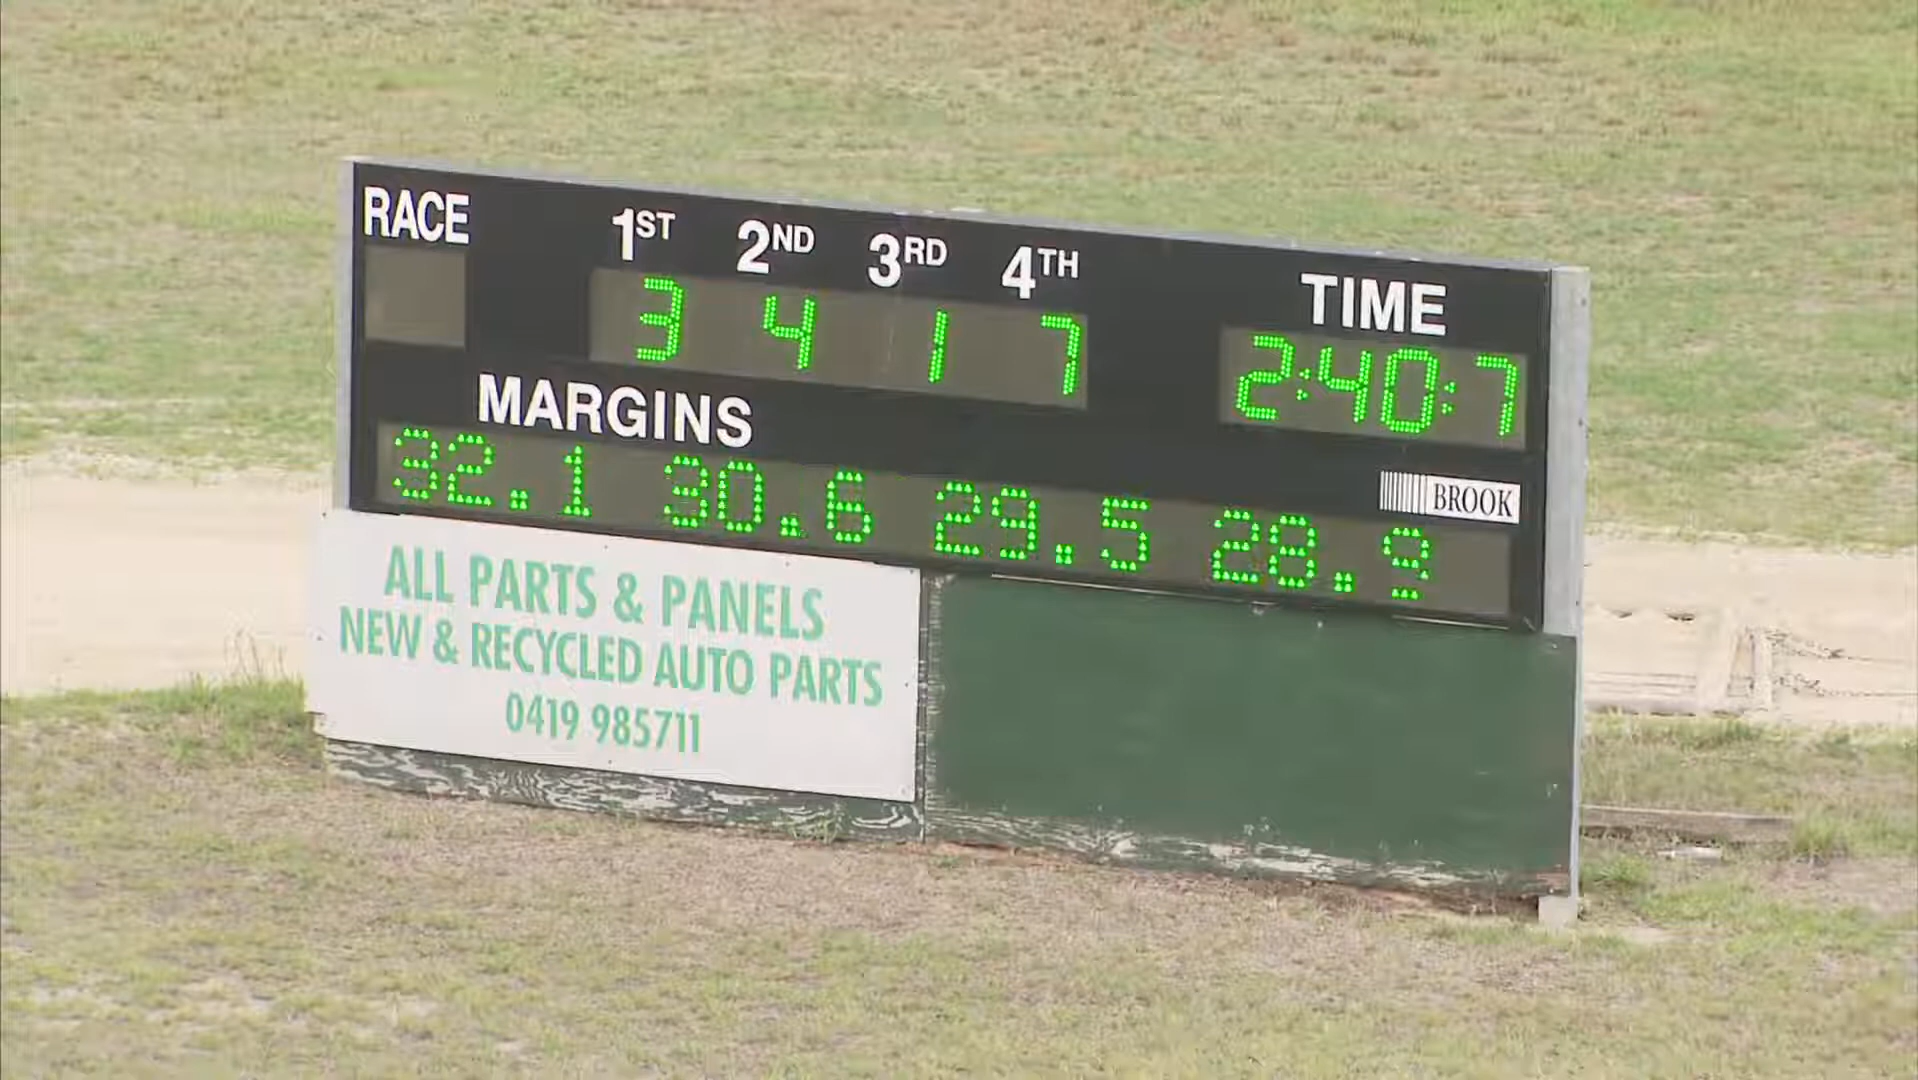 RACE 1ST 2ND 3RD 4TH TIME
3 4 1 7 2:40:7
MARGINS
32.1 30.6 29.5 28.9
BROOK
ALL PARTS & PANELS
NEW & RECYCLED AUTO PARTS
0419 985711